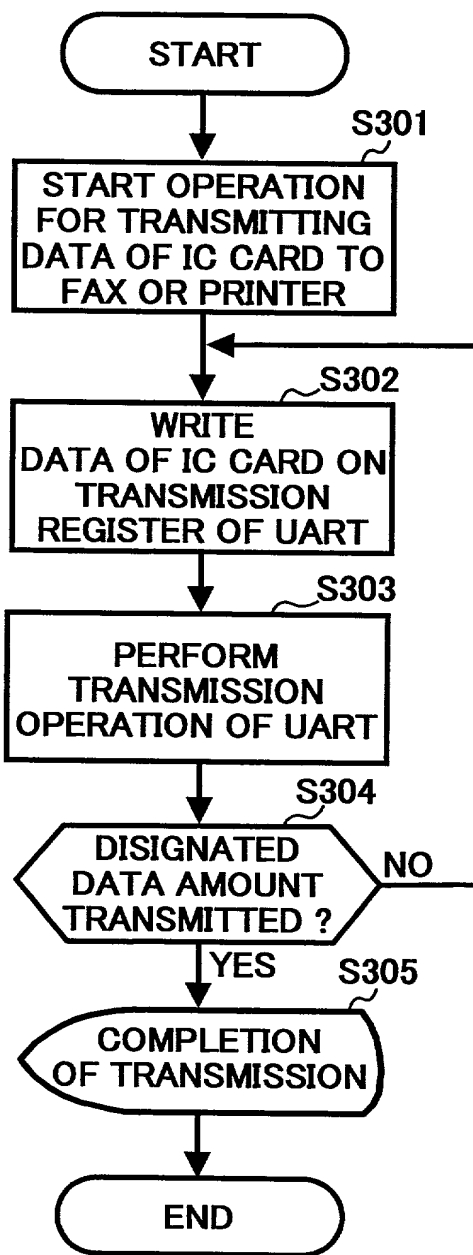 START
S301
START OPERATION
FOR TRANSMITTING
DATA OF IC CARD TO
FAX OR PRINTER
S302
WRITE
DATA OF IC CARD ON
TRANSMISSION
REGISTER OF UART
S303
PERFORM
TRANSMISSION
OPERATION OF UART
S304
DISIGNATED
DATA AMOUNT
TRANSMITTED ?
NO
YES
S305
COMPLETION
OF TRANSMISSION
END